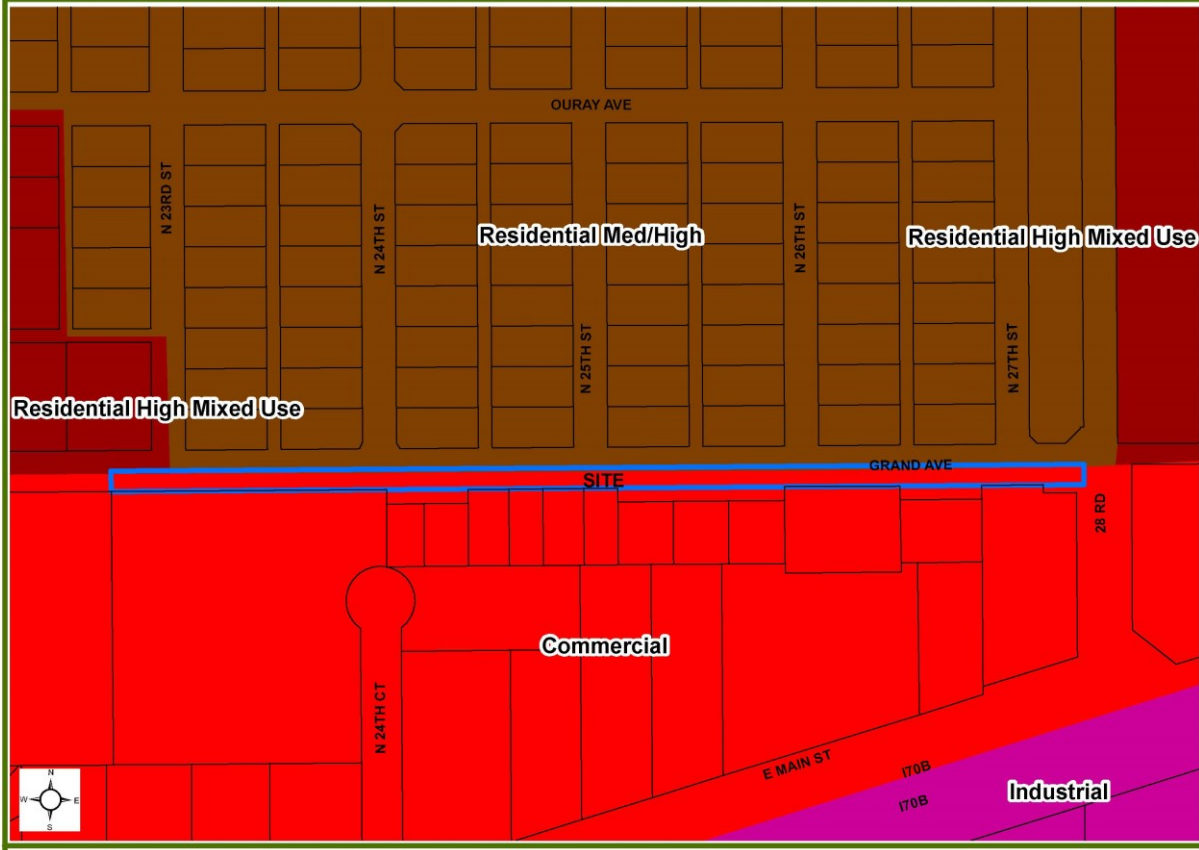 OURAY AVE
N 23RD ST
N 24TH ST
N 26TH ST
Residential Med/High
Residential High Mixed Use
N 25TH ST
N 27TH ST
Residential High Mixed Use
GRAND AVE
SITE
28 RD
Commercial
N 24TH CT
E MAIN ST
I70B
I70B
Industrial
N
W
E
S